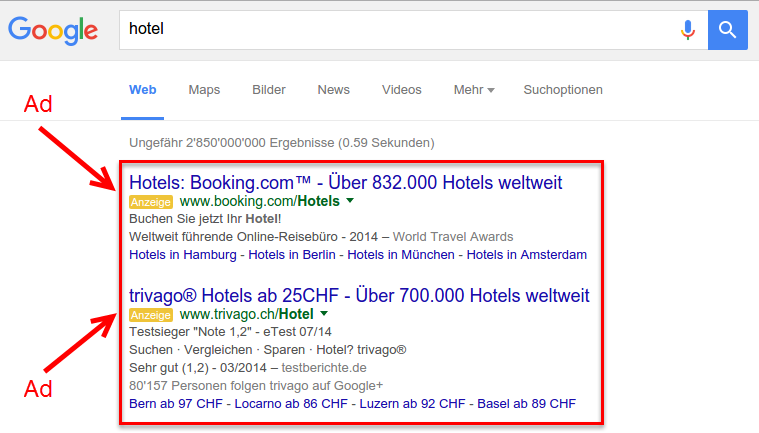 Google hotel
Web Maps Bilder News Videos Mehr Suchoptionen
Ad
Ungefähr 2'850'000'000 Ergebnisse (0.59 Sekunden)
Hotels: Booking.com™ - Über 832.000 Hotels weltweit
Anzeige www.booking.com/Hotels
Buchen Sie jetzt Ihr Hotel!
Weltweit führende Online-Reisebüro - 2014 – World Travel Awards
Hotels in Hamburg - Hotels in Berlin - Hotels in München - Hotels in Amsterdam
trivago® Hotels ab 25CHF - Über 700.000 Hotels weltweit
Anzeige www.trivago.ch/Hotel
Testsieger "Note 1,2" - eTest 07/14
Suchen · Vergleichen · Sparen · Hotel? trivago®
Sehr gut (1,2) - 03/2014 – testberichte.de
Ad
80'157 Personen folgen trivago auf Google+
Bern ab 97 CHF - Locarno ab 86 CHF - Luzern ab 92 CHF - Basel ab 89 CHF